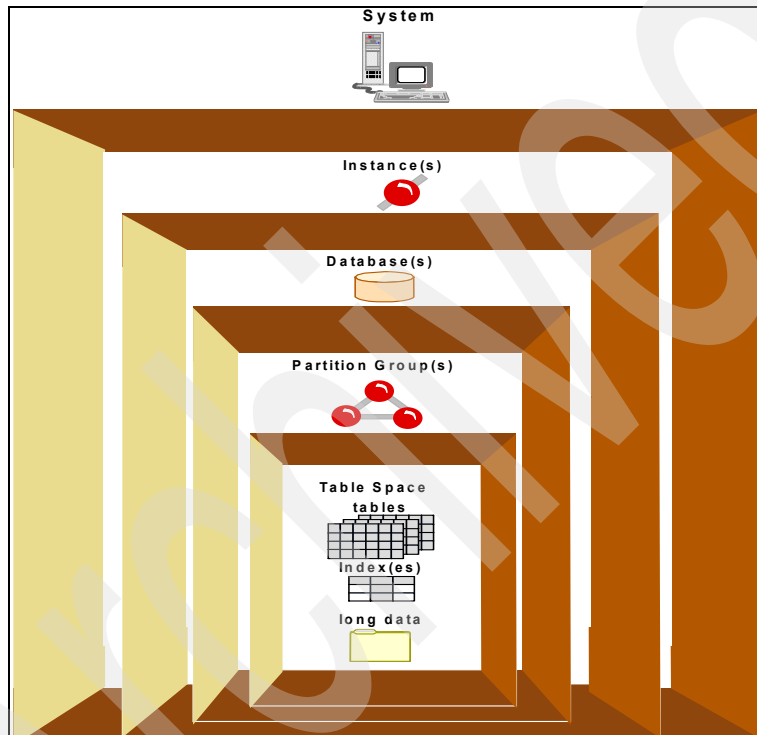 System
Instance(s)
Database(s)
Partition Group(s)
Table Space
tables
Index(es)
long data